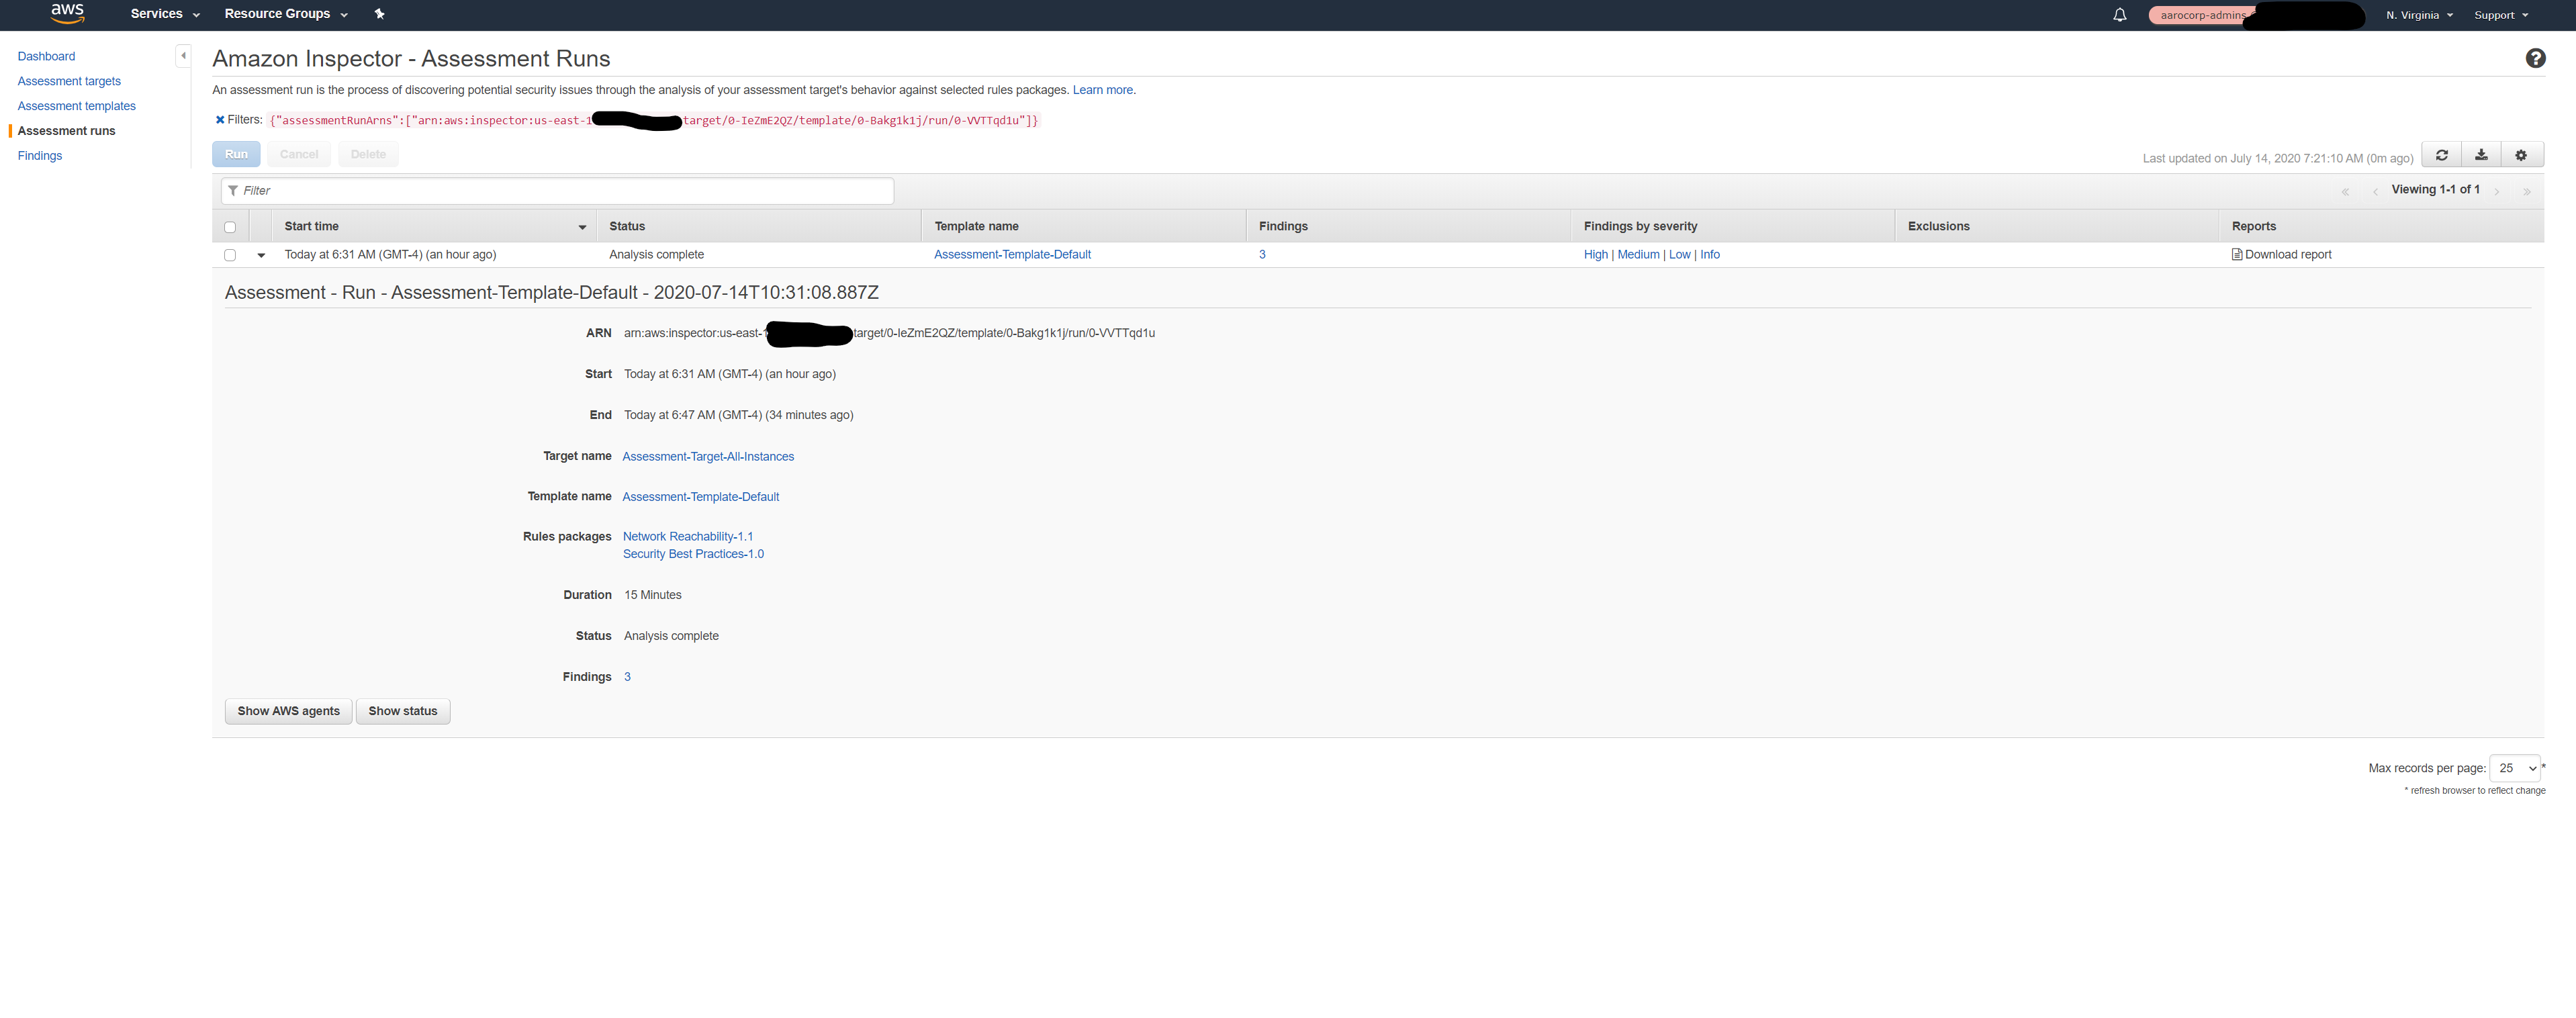 aws Services Resource Groups aarocorp-admins N. Virginia Support
Dashboard
Assessment targets
Assessment templates
Assessment runs
Findings
Amazon Inspector - Assessment Runs
An assessment run is the process of discovering potential security issues through the analysis of your assessment target's behavior against selected rules packages. Learn more.
Filters: {"assessmentRunArns":["arn:aws:inspector:us-east-1 target/0-IeZmE2QZ/template/0-Bakg1k1j/run/0-VVTTqd1u"]}
Run Cancel Delete
Last updated on July 14, 2020 7:21:10 AM (0m ago)
Filter
« ‹ Viewing 1-1 of 1 › »
Start time Status Template name Findings Findings by severity Exclusions Reports
Today at 6:31 AM (GMT-4) (an hour ago) Analysis complete Assessment-Template-Default 3 High | Medium | Low | Info Download report
Assessment - Run - Assessment-Template-Default - 2020-07-14T10:31:08.887Z
ARN arn:aws:inspector:us-east-1 target/0-IeZmE2QZ/template/0-Bakg1k1j/run/0-VVTTqd1u
Start Today at 6:31 AM (GMT-4) (an hour ago)
End Today at 6:47 AM (GMT-4) (34 minutes ago)
Target name Assessment-Target-All-Instances
Template name Assessment-Template-Default
Rules packages Network Reachability-1.1
Security Best Practices-1.0
Duration 15 Minutes
Status Analysis complete
Findings 3
Show AWS agents Show status
Max records per page: 25 *
* refresh browser to reflect change